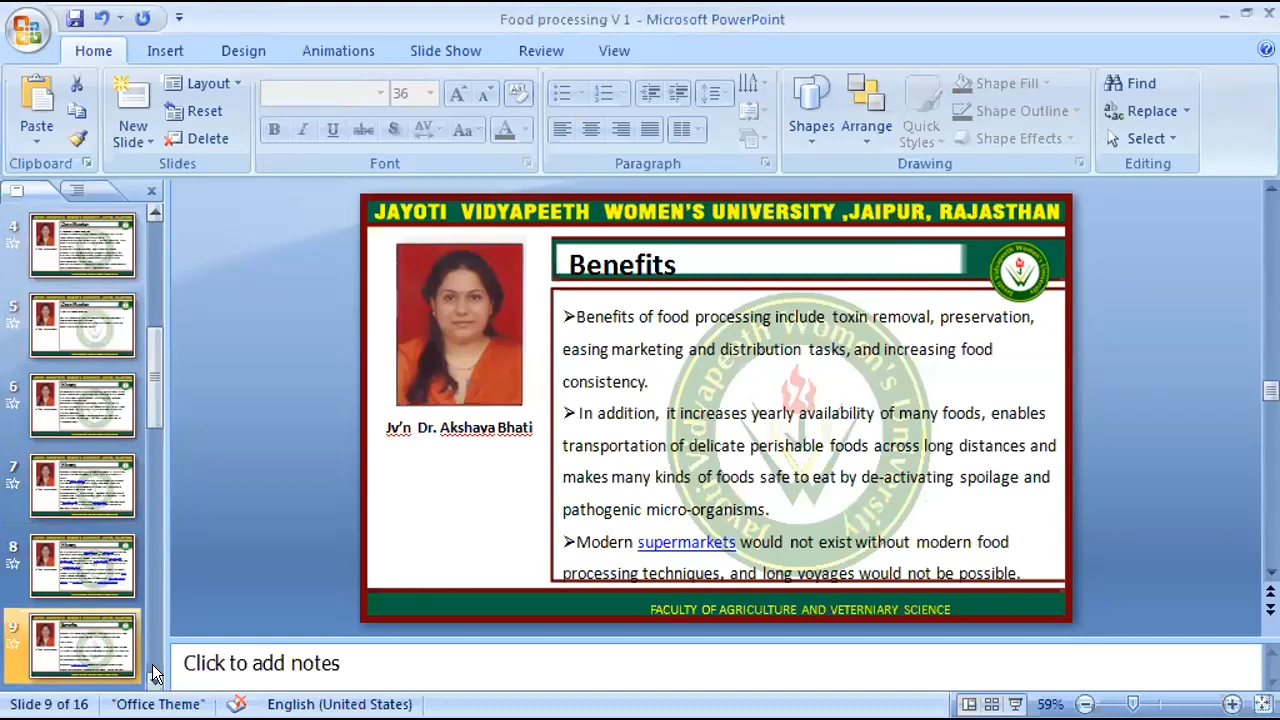 Food processing V 1 - Microsoft PowerPoint
Home Insert Design Animations Slide Show Review View
Paste
Clipboard
New Slide
Layout
Reset
Delete
Slides
36
Font
Paragraph
Shapes Arrange Quick Styles
Shape Fill
Shape Outline
Shape Effects
Drawing
Find
Replace
Select
Editing
4
5
6
7
8
9
JAYOTI VIDYAPEETH WOMEN'S UNIVERSITY ,JAIPUR, RAJASTHAN
Benefits
Jv'n Dr. Akshava Bhati
➢Benefits of food processing include toxin removal, preservation,
easing marketing and distribution tasks, and increasing food
consistency.
➢ In addition, it increases yearly availability of many foods, enables
transportation of delicate perishable foods across long distances and
makes many kinds of foods safe to eat by de-activating spoilage and
pathogenic micro-organisms.
➢Modern supermarkets would not exist without modern food
processing techniques, and long voyages would not be possible.
FACULTY OF AGRICULTURE AND VETERNIARY SCIENCE
Click to add notes
Slide 9 of 16 "Office Theme" English (United States) 59%